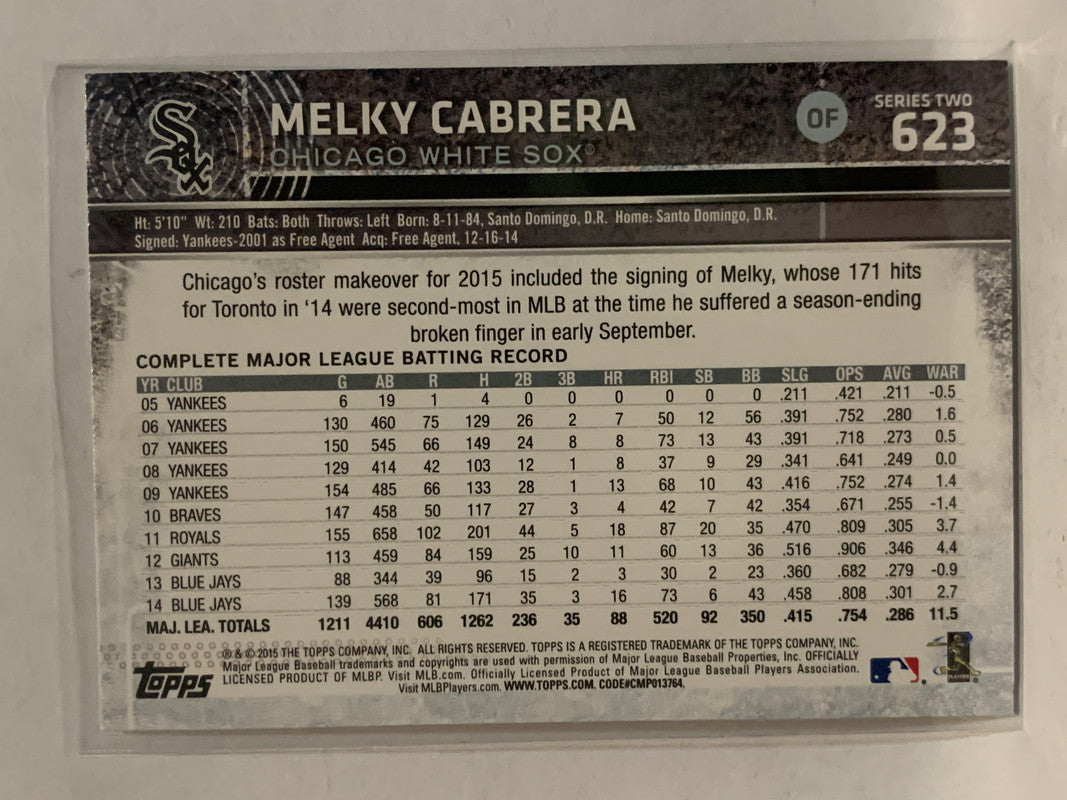 Sox
MELKY CABRERA
CHICAGO WHITE SOX®
OF
SERIES TWO
623
Ht: 5'10" Wt: 210 Bats: Both Throws: Left Born: 8-11-84, Santo Domingo, D.R. Home: Santo Domingo, D.R.
Signed: Yankees-2001 as Free Agent Acq: Free Agent, 12-16-14
Chicago's roster makeover for 2015 included the signing of Melky, whose 171 hits
for Toronto in '14 were second-most in MLB at the time he suffered a season-ending
broken finger in early September.
COMPLETE MAJOR LEAGUE BATTING RECORD
YR CLUB G AB R H 2B 3B HR RBI SB BB SLG OPS AVG WAR
05 YANKEES 6 19 1 4 0 0 0 0 0 0 .211 .421 .211 -0.5
06 YANKEES 130 460 75 129 26 2 7 50 12 56 .391 .752 .280 1.6
07 YANKEES 150 545 66 149 24 8 8 73 13 43 .391 .718 .273 0.5
08 YANKEES 129 414 42 103 12 1 8 37 9 29 .341 .641 .249 0.0
09 YANKEES 154 485 66 133 28 1 13 68 10 43 .416 .752 .274 1.4
10 BRAVES 147 458 50 117 27 3 4 42 7 42 .354 .671 .255 -1.4
11 ROYALS 155 658 102 201 44 5 18 87 20 35 .470 .809 .305 3.7
12 GIANTS 113 459 84 159 25 10 11 60 13 36 .516 .906 .346 4.4
13 BLUE JAYS 88 344 39 96 15 2 3 30 2 23 .360 .682 .279 -0.9
14 BLUE JAYS 139 568 81 171 35 3 16 73 6 43 .458 .808 .301 2.7
MAJ. LEA. TOTALS 1211 4410 606 1262 236 35 88 520 92 350 .415 .754 .286 11.5
® & © 2015 THE TOPPS COMPANY, INC. ALL RIGHTS RESERVED. TOPPS IS A REGISTERED TRADEMARK OF THE TOPPS COMPANY, INC.
Major League Baseball trademarks and copyrights are used with permission of Major League Baseball Properties, Inc. OFFICIALLY
LICENSED PRODUCT OF MLBP. Visit MLB.com. Officially Licensed Product of Major League Baseball Players Association.
Visit MLBPlayers.com. WWW.TOPPS.COM. CODE#CMP013764.
Topps
PLAYERS